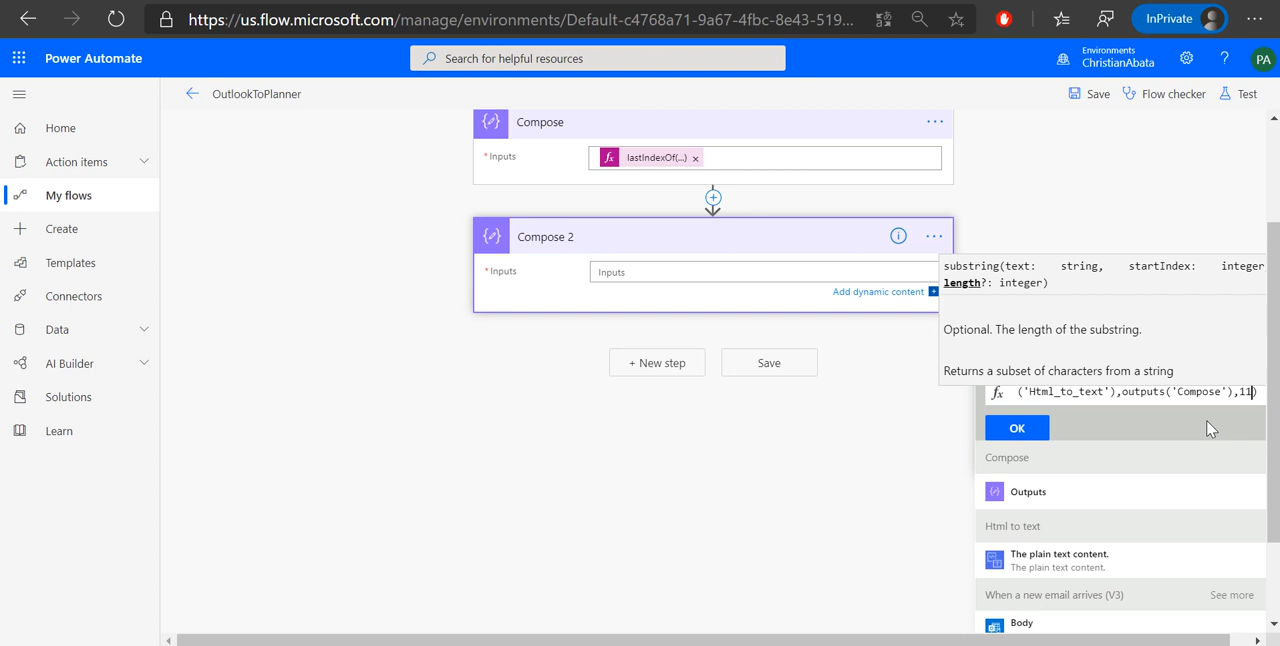 https://us.flow.microsoft.com/manage/environments/Default-c4768a71-9a67-4fbc-8e43-519...
InPrivate
Power Automate
Search for helpful resources
Environments
ChristianAbata
PA
OutlookToPlanner
Save
Flow checker
Test
Home
Action items
My flows
Create
Templates
Connectors
Data
AI Builder
Solutions
Learn
Compose
* Inputs
fx lastIndexOf(...) ×
Compose 2
* Inputs
Inputs
Add dynamic content
+ New step
Save
substring(text: string, startIndex: integer
length?: integer)
Optional. The length of the substring.
Returns a subset of characters from a string
fx ('Html_to_text'),outputs('Compose'),11)
OK
Compose
Outputs
Html to text
The plain text content.
The plain text content.
When a new email arrives (V3)
See more
Body